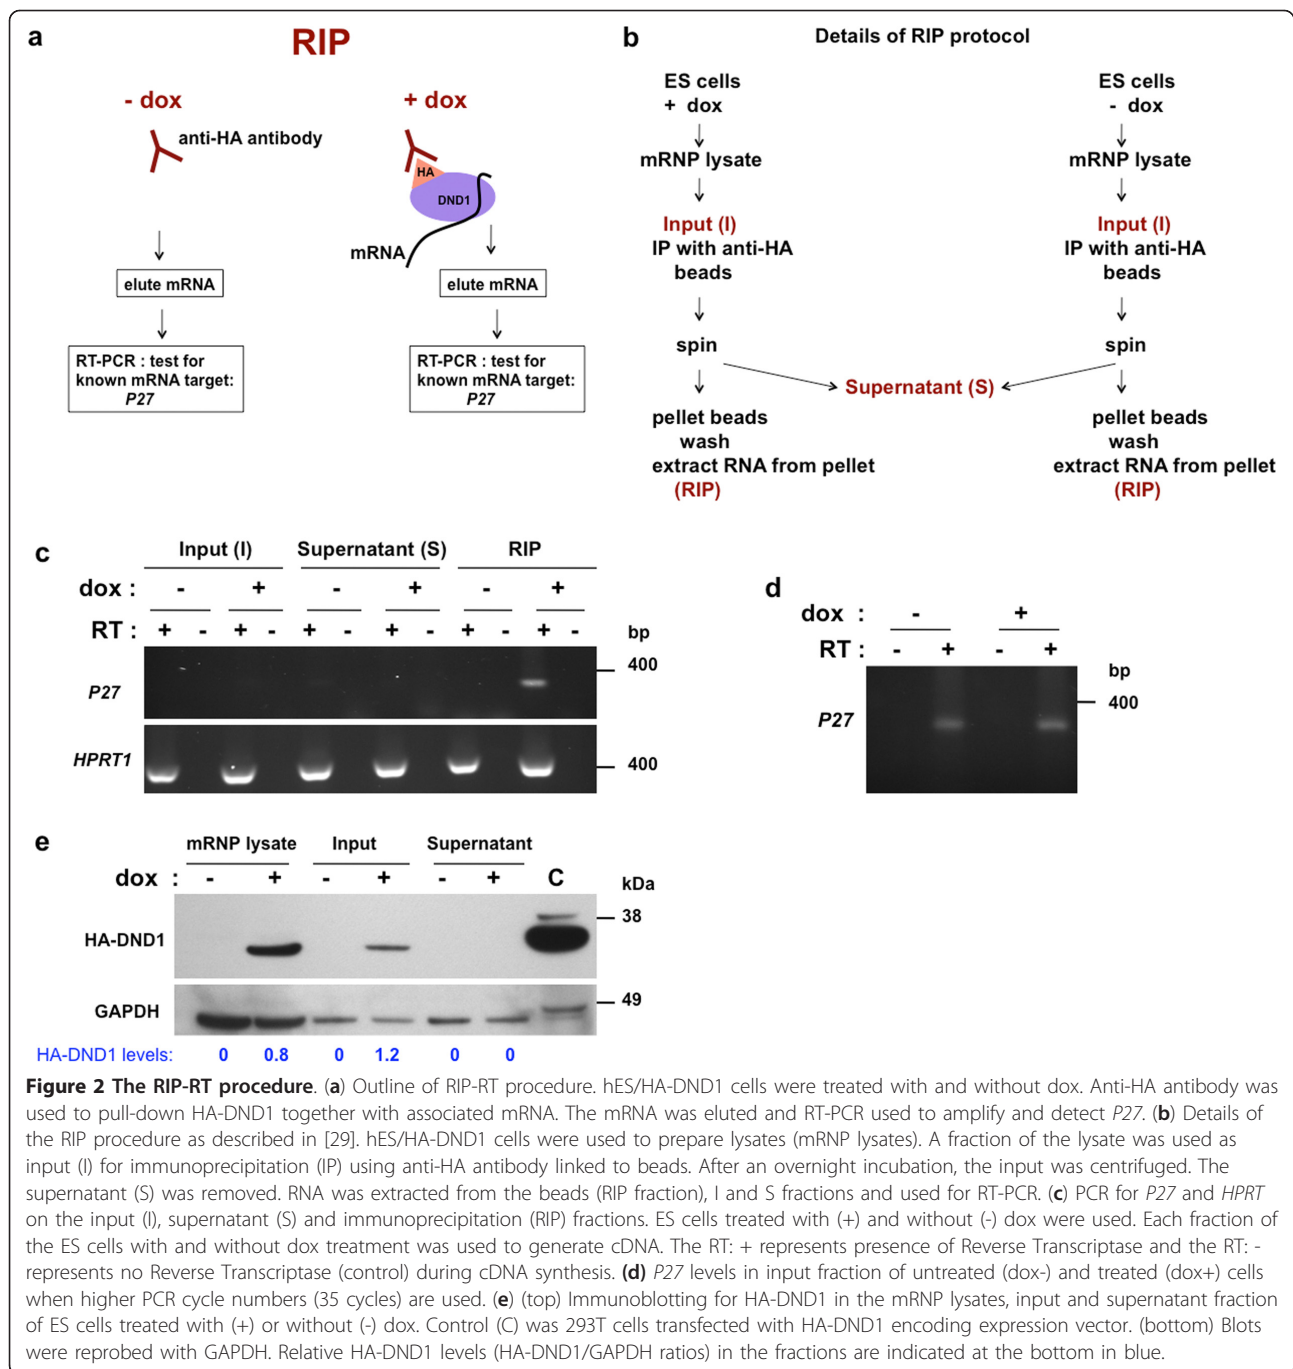 a
RIP
- dox
+ dox
anti-HA antibody
HA
DND1
mRNA
elute mRNA
elute mRNA
RT-PCR : test for
known mRNA target:
P27
RT-PCR : test for
known mRNA target:
P27
b
Details of RIP protocol
ES cells
+ dox
mRNP lysate
Input (I)
IP with anti-HA
beads
spin
pellet beads
wash
extract RNA from pellet
(RIP)
Supernatant (S)
ES cells
- dox
mRNP lysate
Input (I)
IP with anti-HA
beads
spin
pellet beads
wash
extract RNA from pellet
(RIP)
c
Input (I) Supernatant (S) RIP
dox : - + - + - +
RT : + - + - + - + - + - + -
bp
400
P27
HPRT1
400
d
dox : - +
RT : - + - +
bp
400
P27
e
mRNP lysate Input Supernatant
dox : - + - + - + C
kDa
38
HA-DND1
49
GAPDH
HA-DND1 levels: 0 0.8 0 1.2 0 0
Figure 2 The RIP-RT procedure. (a) Outline of RIP-RT procedure. hES/HA-DND1 cells were treated with and without dox. Anti-HA antibody was
used to pull-down HA-DND1 together with associated mRNA. The mRNA was eluted and RT-PCR used to amplify and detect P27. (b) Details of
the RIP procedure as described in [29]. hES/HA-DND1 cells were used to prepare lysates (mRNP lysates). A fraction of the lysate was used as
input (I) for immunoprecipitation (IP) using anti-HA antibody linked to beads. After an overnight incubation, the input was centrifuged. The
supernatant (S) was removed. RNA was extracted from the beads (RIP fraction), I and S fractions and used for RT-PCR. (c) PCR for P27 and HPRT
on the input (I), supernatant (S) and immunoprecipitation (RIP) fractions. ES cells treated with (+) and without (-) dox were used. Each fraction of
the ES cells with and without dox treatment was used to generate cDNA. The RT: + represents presence of Reverse Transcriptase and the RT: -
represents no Reverse Transcriptase (control) during cDNA synthesis. (d) P27 levels in input fraction of untreated (dox-) and treated (dox+) cells
when higher PCR cycle numbers (35 cycles) are used. (e) (top) Immunoblotting for HA-DND1 in the mRNP lysates, input and supernatant fraction
of ES cells treated with (+) or without (-) dox. Control (C) was 293T cells transfected with HA-DND1 encoding expression vector. (bottom) Blots
were reprobed with GAPDH. Relative HA-DND1 levels (HA-DND1/GAPDH ratios) in the fractions are indicated at the bottom in blue.